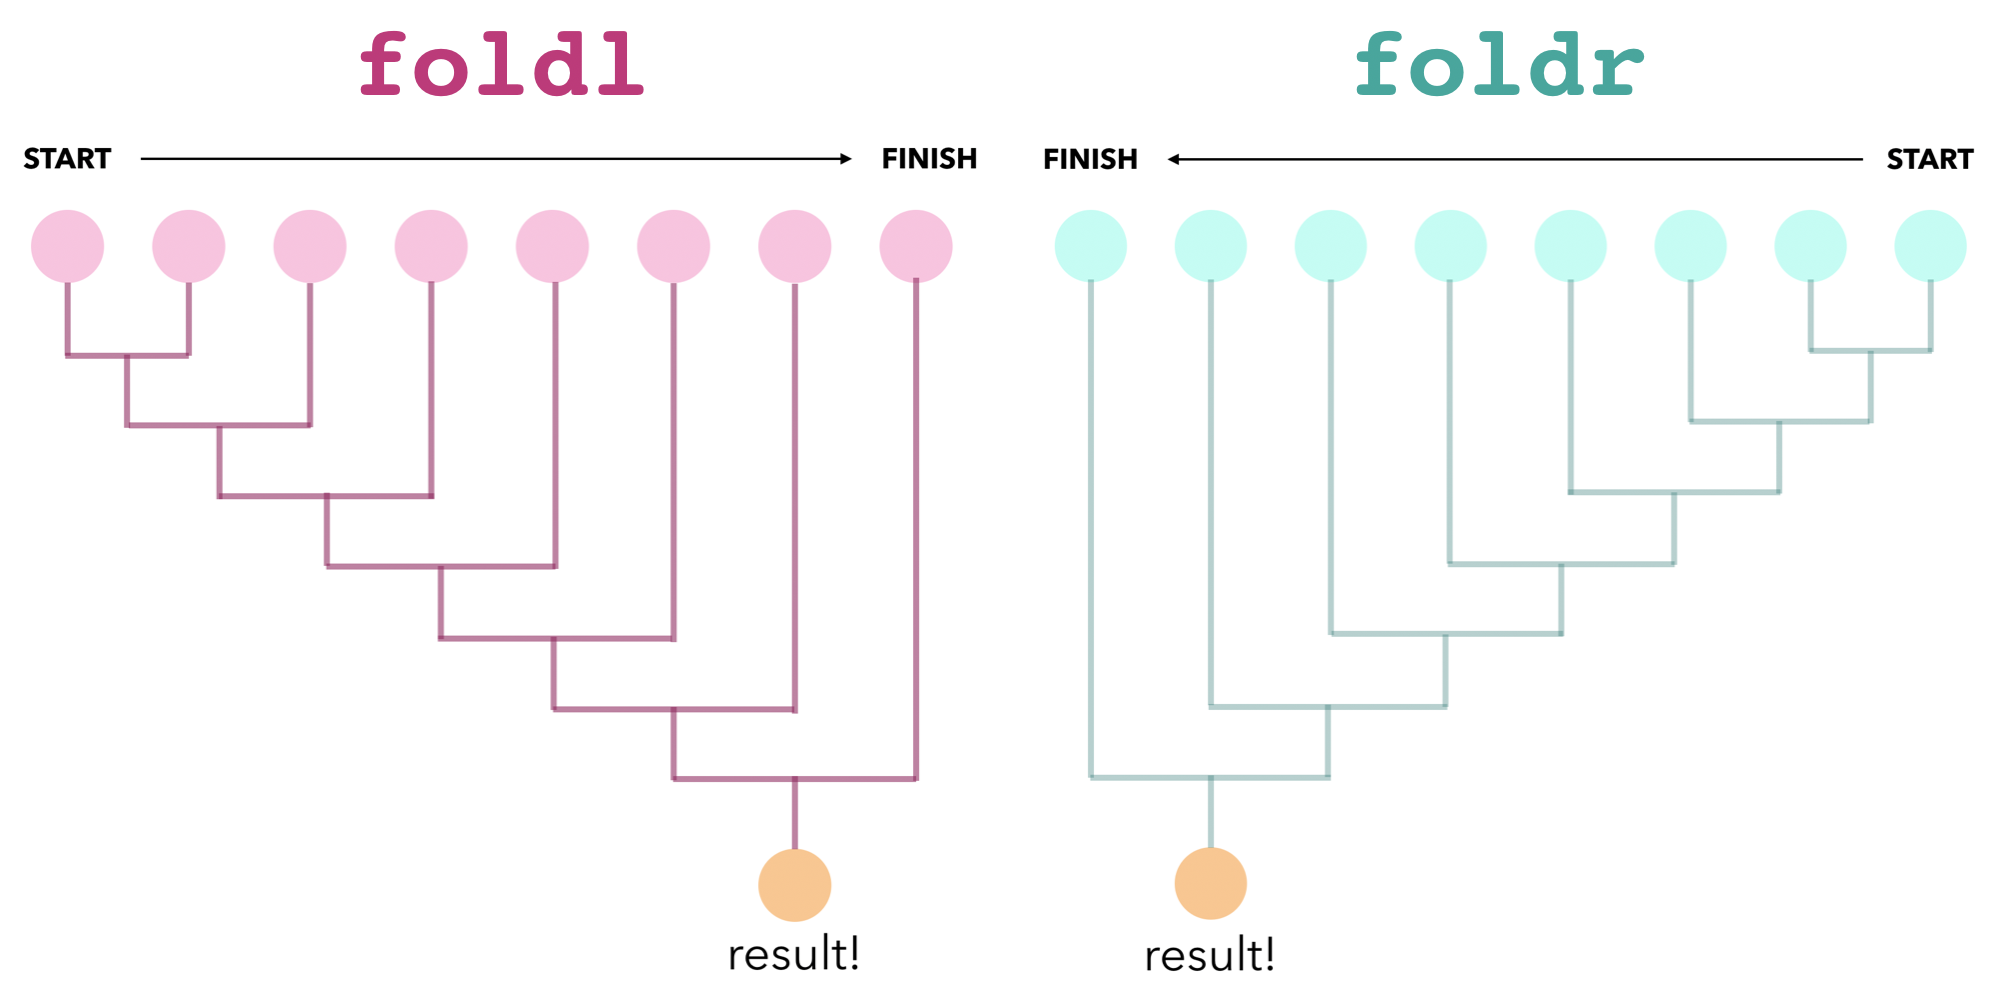 foldl
START
FINISH
result!
foldr
FINISH
START
result!